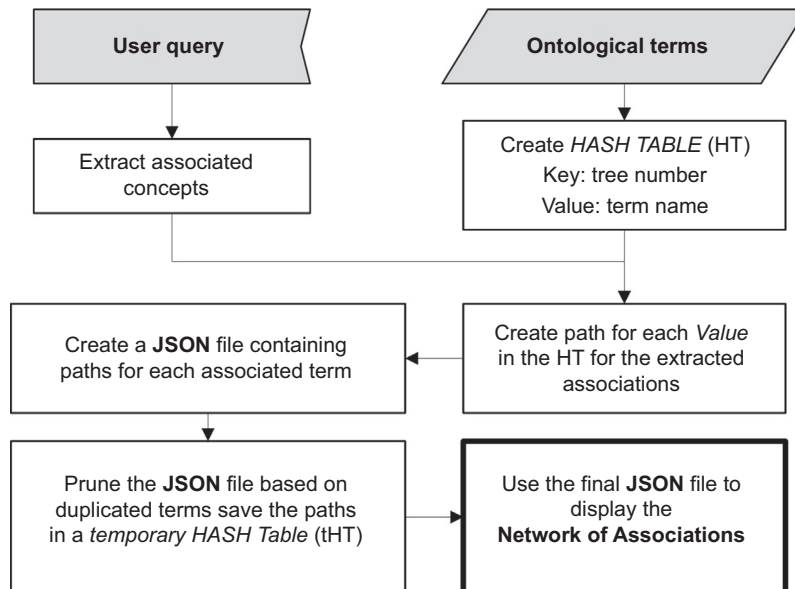 User query
Ontological terms
Extract associated
concepts
Create HASH TABLE (HT)
Key: tree number
Value: term name
Create a JSON file containing
paths for each associated term
Create path for each Value
in the HT for the extracted
associations
Prune the JSON file based on
duplicated terms save the paths
in a temporary HASH Table (tHT)
Use the final JSON file to
display the
Network of Associations